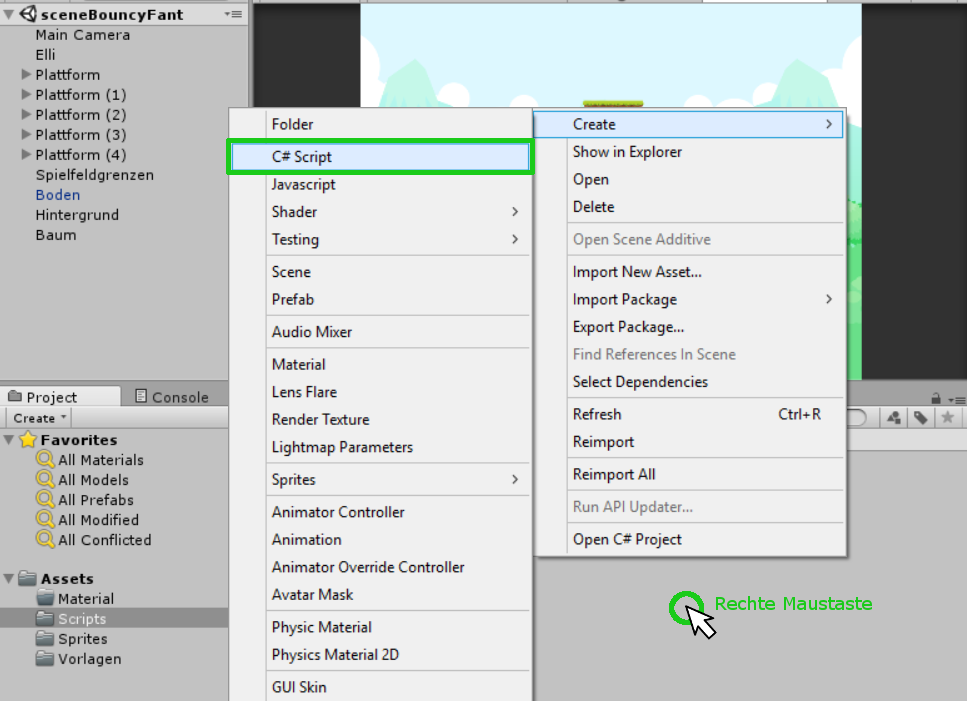 sceneBouncyFant
Main Camera
Elli
Plattform
Plattform (1)
Plattform (2)
Plattform (3)
Plattform (4)
Spielfeldgrenzen
Boden
Hintergrund
Baum
Project
Console
Create
Favorites
All Materials
All Models
All Prefabs
All Modified
All Conflicted
Assets
Material
Scripts
Sprites
Vorlagen
Folder
C# Script
Javascript
Shader
Testing
Scene
Prefab
Audio Mixer
Material
Lens Flare
Render Texture
Lightmap Parameters
Sprites
Animator Controller
Animation
Animator Override Controller
Avatar Mask
Physic Material
Physics Material 2D
GUI Skin
Create
Show in Explorer
Open
Delete
Open Scene Additive
Import New Asset...
Import Package
Export Package...
Find References In Scene
Select Dependencies
Refresh Ctrl+R
Reimport
Reimport All
Run API Updater...
Open C# Project
Rechte Maustaste